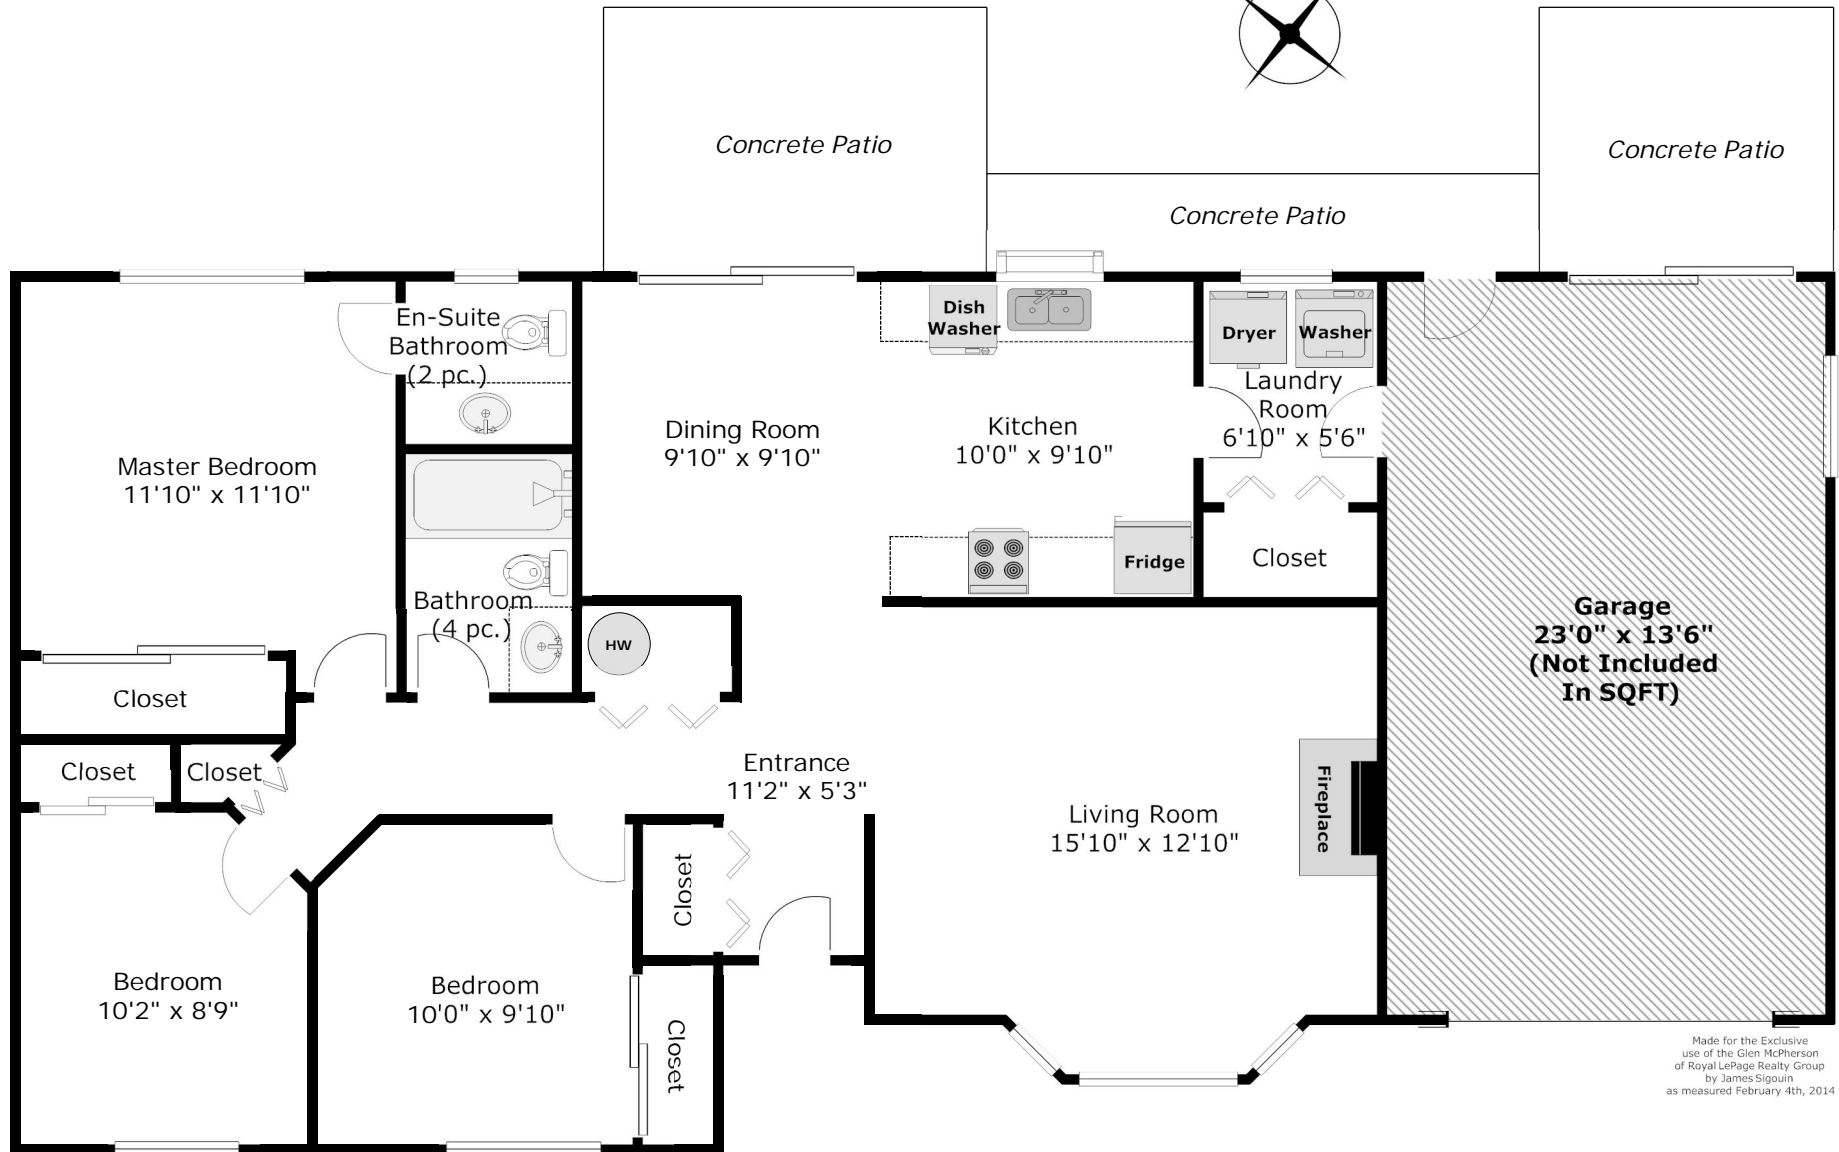 Concrete Patio
Concrete Patio
Concrete Patio
En-Suite
Bathroom
(2 pc.)
Dish
Washer
Dryer
Washer
Laundry
Room
6'10" x 5'6"
Dining Room
9'10" x 9'10"
Kitchen
10'0" x 9'10"
Master Bedroom
11'10" x 11'10"
Fridge
Closet
Bathroom
(4 pc.)
HW
Garage
23'0" x 13'6"
(Not Included
In SQFT)
Closet
Closet
Closet
Entrance
11'2" x 5'3"
Living Room
15'10" x 12'10"
Fireplace
Closet
Bedroom
10'2" x 8'9"
Bedroom
10'0" x 9'10"
Closet
Made for the Exclusive
use of the Glen McPherson
of Royal LePage Realty Group
by James Sigouin
as measured February 4th, 2014